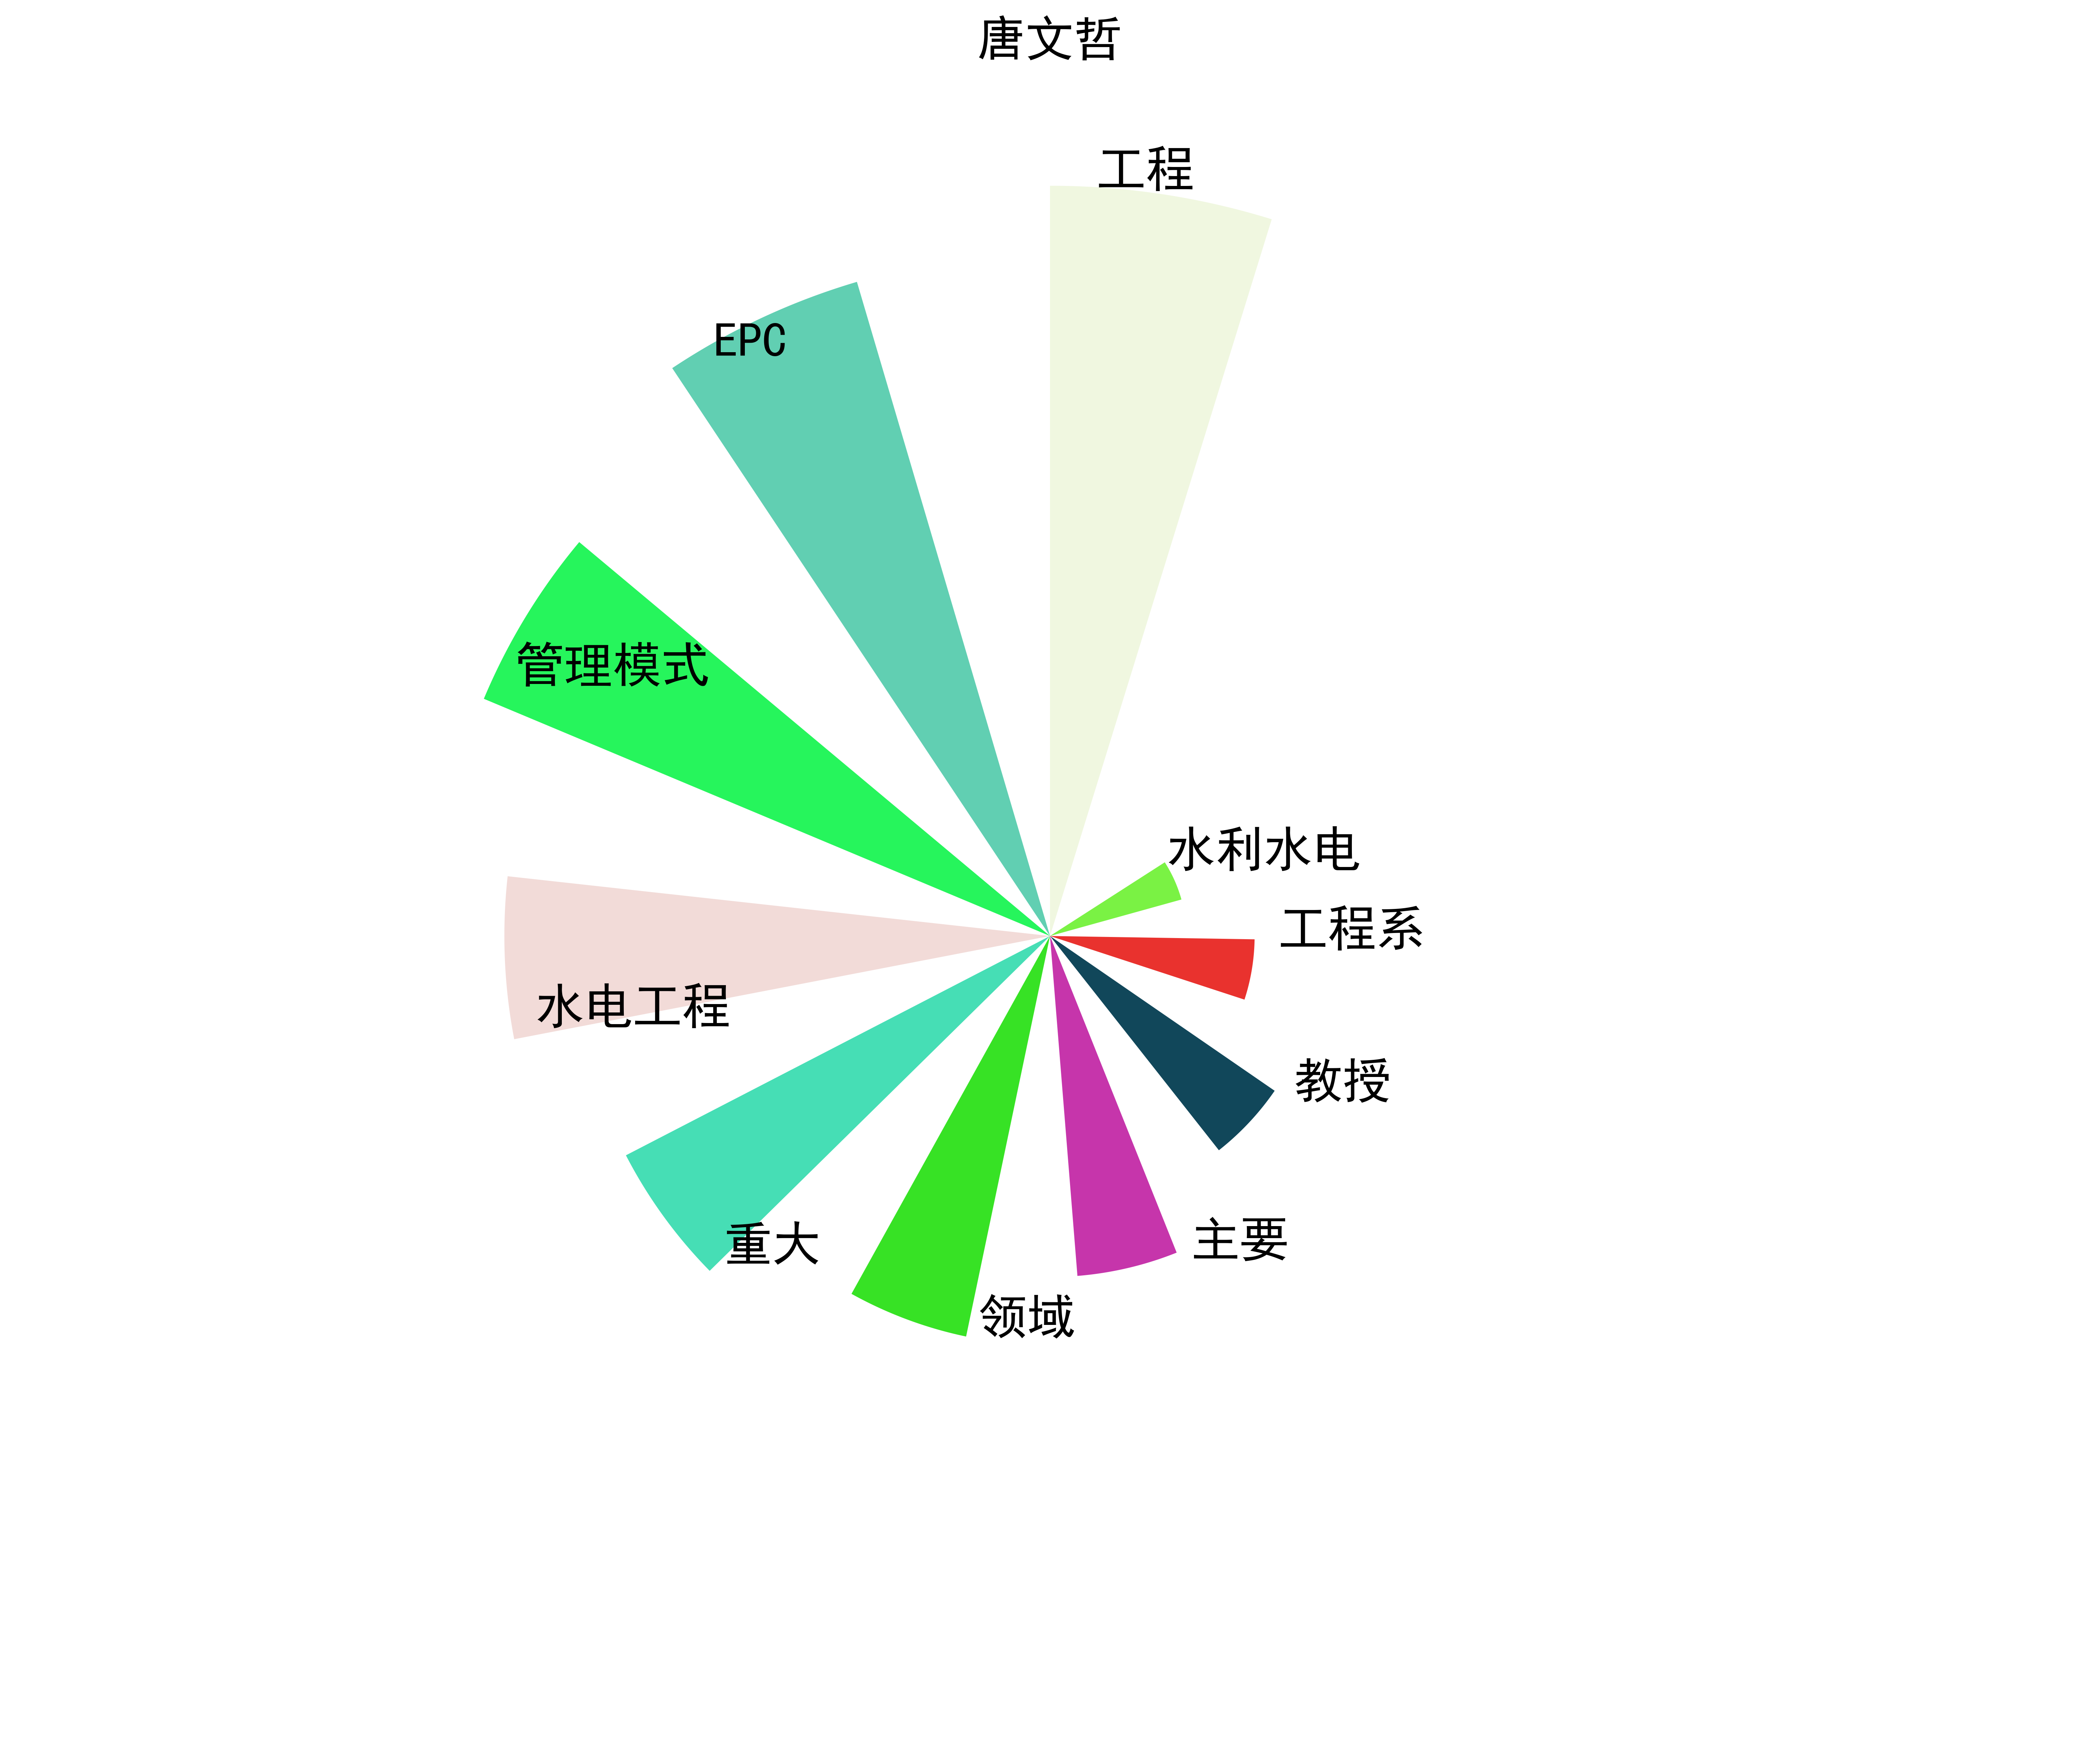 唐文哲
工程
EPC
管理模式
水利水电
工程系
水电工程
教授
重大
主要
领域